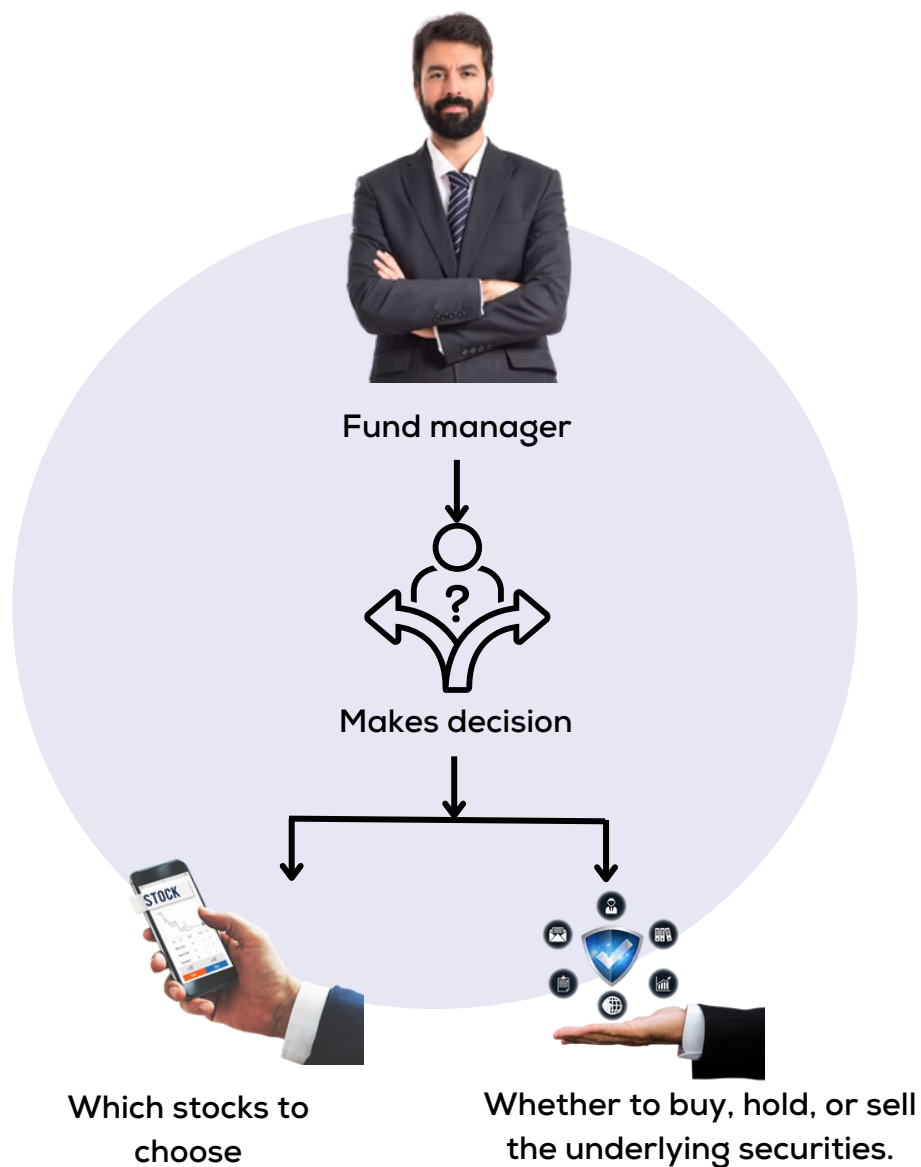 Fund manager
?
Makes decision
STOCK
Which stocks to
choose
Whether to buy, hold, or sell
the underlying securities.